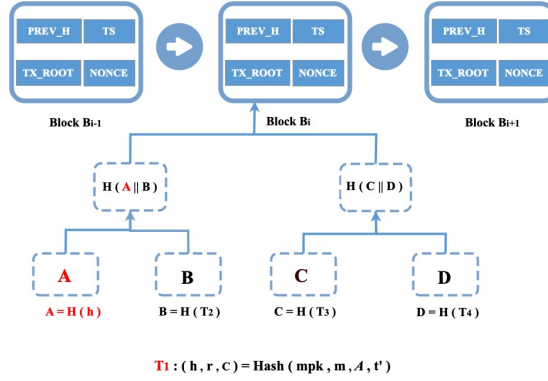 PREV_H TS PREV_H TS PREV_H TS
TX_ROOT NONCE TX_ROOT NONCE TX_ROOT NONCE
Block Bi-1 Block Bi Block Bi+1
H ( A || B ) H ( C || D )
A B C D
A = H ( h ) B = H ( T2 ) C = H ( T3 ) D = H ( T4 )
T1 : ( h , r , C ) = Hash ( mpk , m , A , t' )